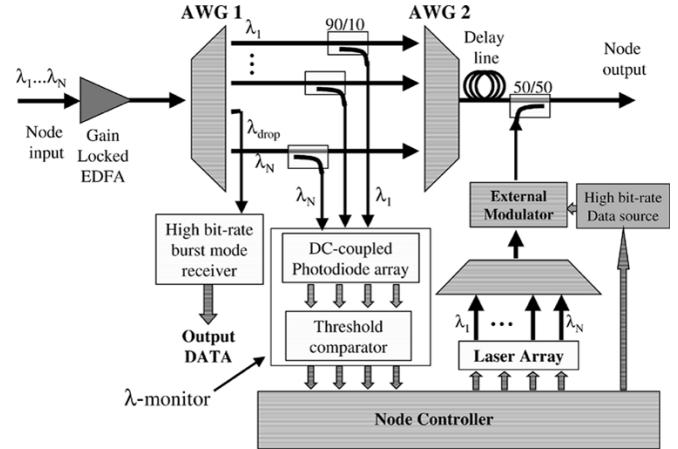 AWG 1
90/10
AWG 2
λ1
Delay
line
Node
output
λ1...λN
50/50
Node
input
Gain
Locked
EDFA
λdrop
λN
λN
λ1
External
Modulator
High bit-rate
Data source
High bit-rate
burst mode
receiver
DC-coupled
Photodiode array
Output
DATA
Threshold
comparator
λ1
...
λN
Laser Array
λ-monitor
Node Controller